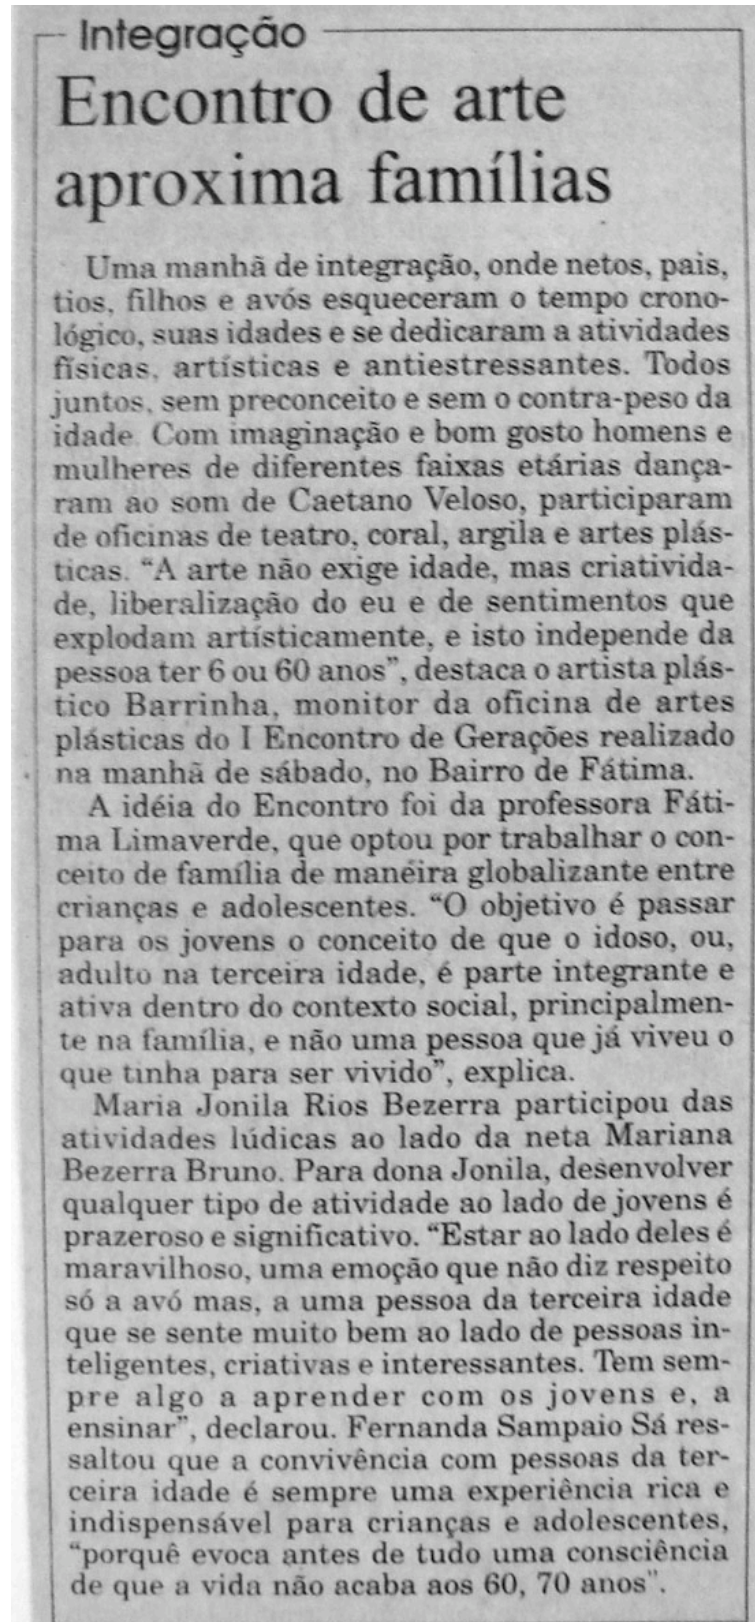 Integração
Encontro de arte
aproxima famílias
Uma manhã de integração, onde netos, pais,
tios, filhos e avós esqueceram o tempo crono-
lógico, suas idades e se dedicaram a atividades
físicas, artísticas e antiestressantes. Todos
juntos, sem preconceito e sem o contra-peso da
idade. Com imaginação e bom gosto homens e
mulheres de diferentes faixas etárias dança-
ram ao som de Caetano Veloso, participaram
de oficinas de teatro, coral, argila e artes plás-
ticas. “A arte não exige idade, mas criativida-
de, liberalização do eu e de sentimentos que
explodam artísticamente, e isto independe da
pessoa ter 6 ou 60 anos”, destaca o artista plás-
tico Barrinha, monitor da oficina de artes
plásticas do I Encontro de Gerações realizado
na manhã de sábado, no Bairro de Fátima.
A idéia do Encontro foi da professora Fáti-
ma Limaverde, que optou por trabalhar o con-
ceito de família de manéira globalizante entre
crianças e adolescentes. “O objetivo é passar
para os jovens o conceito de que o idoso, ou,
adulto na terceira idade, é parte integrante e
ativa dentro do contexto social, principalmen-
te na família, e não uma pessoa que já viveu o
que tinha para ser vivido”, explica.
Maria Jonila Rios Bezerra participou das
atividades lúdicas ao lado da neta Mariana
Bezerra Bruno. Para dona Jonila, desenvolver
qualquer tipo de atividade ao lado de jovens é
prazeroso e significativo. “Estar ao lado deles é
maravilhoso, uma emoção que não diz respeito
só a avó mas, a uma pessoa da terceira idade
que se sente muito bem ao lado de pessoas in-
teligentes, criativas e interessantes. Tem sem-
pre algo a aprender com os jovens e, a
ensinar”, declarou. Fernanda Sampaio Sá res-
saltou que a convivência com pessoas da ter-
ceira idade é sempre uma experiência rica e
indispensável para crianças e adolescentes,
“porquê evoca antes de tudo uma consciência
de que a vida não acaba aos 60, 70 anos”.